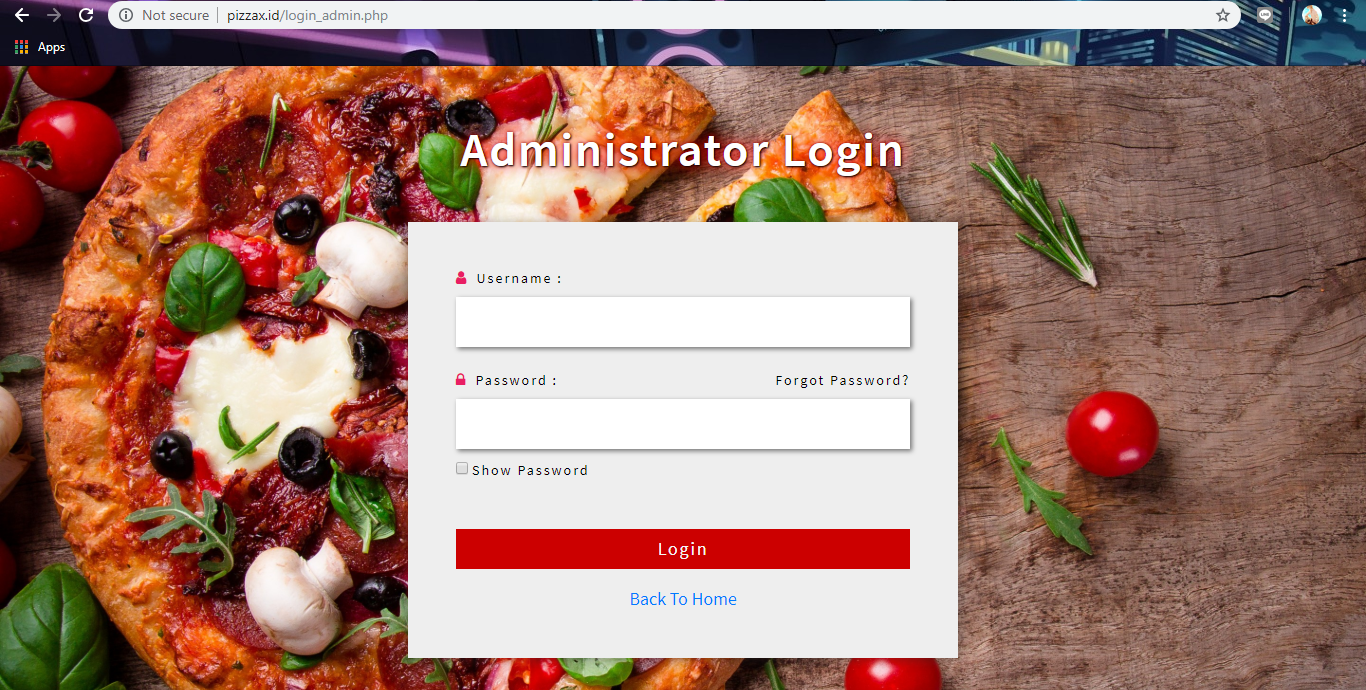 Not secure | pizzax.id/login_admin.php
Apps
Administrator Login
Username :
Password :
Forgot Password?
Show Password
Login
Back To Home